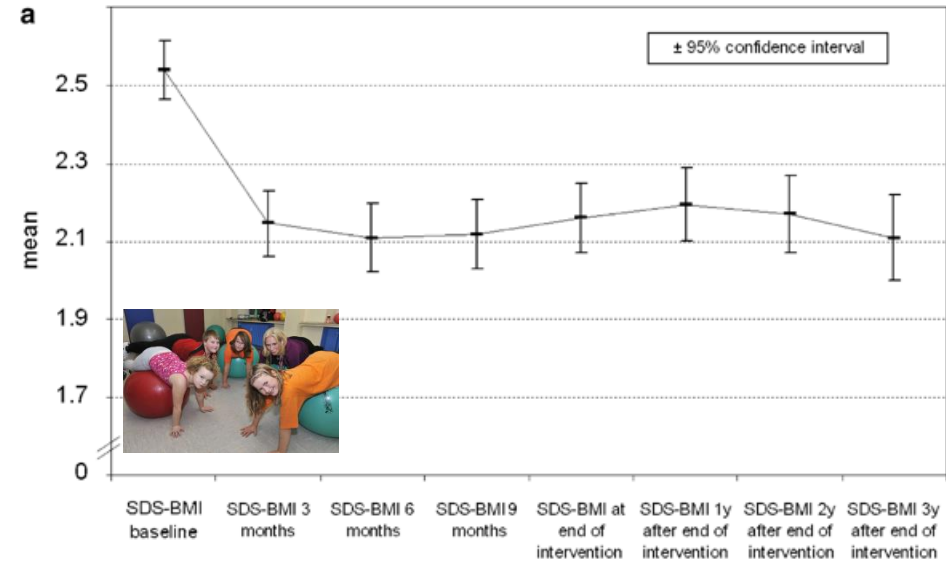 a
± 95% confidence interval
2.5
2.3
2.1
1.9
1.7
0
mean
SDS-BMI
baseline
SDS-BMI 3
months
SDS-BMI 6
months
SDS-BMI 9
months
SDS-BMI at
end of
intervention
SDS-BMI 1y
after end of
intervention
SDS-BMI 2y
after end of
intervention
SDS-BMI 3y
after end of
intervention